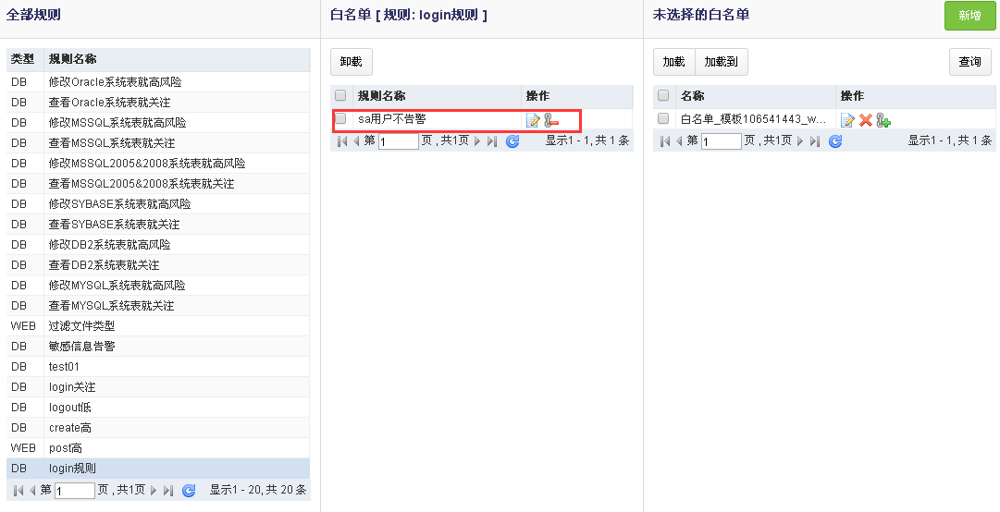 全部规则
类型 规则名称
DB 修改Oracle系统表就高风险
DB 查看Oracle系统表就关注
DB 修改MSSQL系统表就高风险
DB 查看MSSQL系统表就关注
DB 修改MSSQL2005&2008系统表就高风险
DB 查看MSSQL2005&2008系统表就关注
DB 修改SYBASE系统表就高风险
DB 查看SYBASE系统表就关注
DB 修改DB2系统表就高风险
DB 查看DB2系统表就关注
DB 修改MYSQL系统表就高风险
DB 查看MYSQL系统表就关注
WEB 过滤文件类型
DB 敏感信息告警
DB test01
DB login关注
DB logout低
DB create高
WEB post高
DB login规则
第 1 页 , 共1页 显示1 - 20, 共 20 条
白名单 [ 规则: login规则 ]
卸载
规则名称 操作
sa用户不告警
第 1 页 , 共1页 显示1 - 1, 共 1 条
未选择的白名单 新增
加载 加载到 查询
名称 操作
白名单_模板106541443_w...
第 1 页 , 共1页 显示1 - 1, 共 1 条